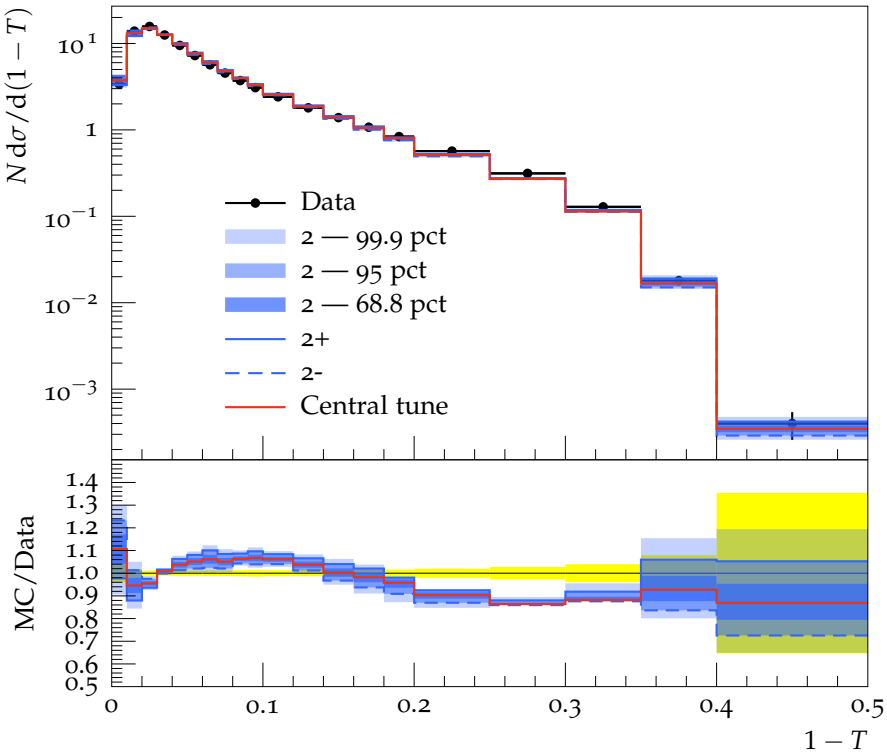 N dσ/d(1 − T)
10¹
1
10⁻¹
10⁻²
10⁻³
Data
2 — 99.9 pct
2 — 95 pct
2 — 68.8 pct
2+
2-
Central tune
MC/Data
1.4
1.3
1.2
1.1
1.0
0.9
0.8
0.7
0.6
0.5
0 0.1 0.2 0.3 0.4 0.5
1 − T